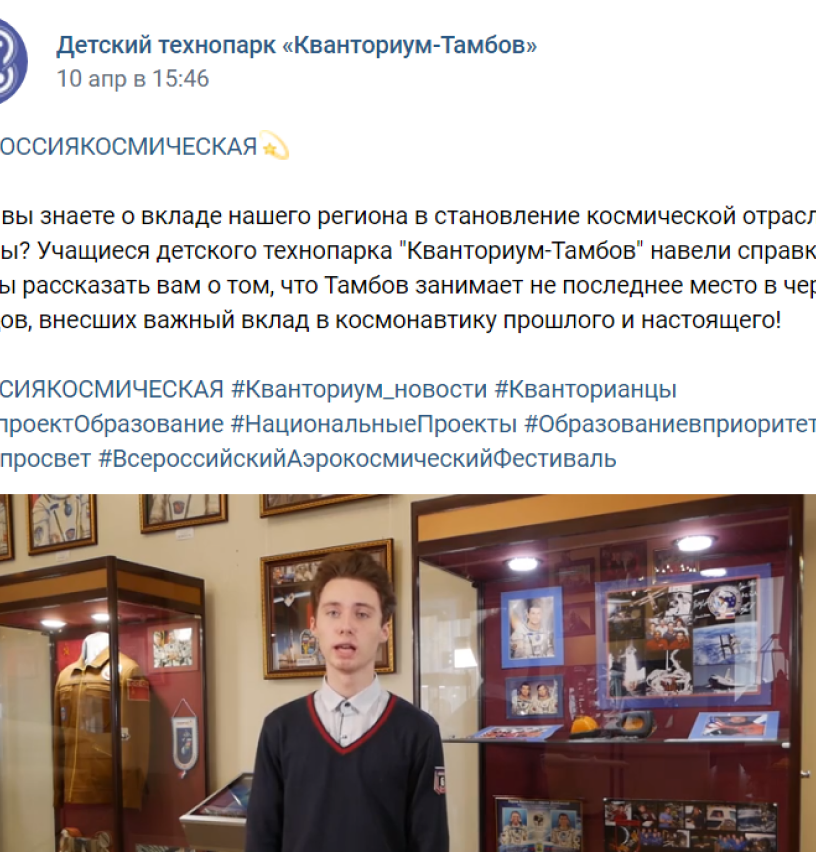 Детский технопарк «Кванториум-Тамбов»
10 апр в 15:46
ОССИЯКОСМИЧЕСКАЯ
вы знаете о вкладе нашего региона в становление космической отрасл
ы? Учащиеся детского технопарка "Кванториум-Тамбов" навели справк
ы рассказать вам о том, что Тамбов занимает не последнее место в чер
ов, внесших важный вклад в космонавтику прошлого и настоящего!
СИЯКОСМИЧЕСКАЯ #Кванториум_новости #Кванторианцы
проектОбразование #НациональныеПроекты #Образованиевприоритет
просвет #ВсероссийскийАэрокосмическийФестиваль